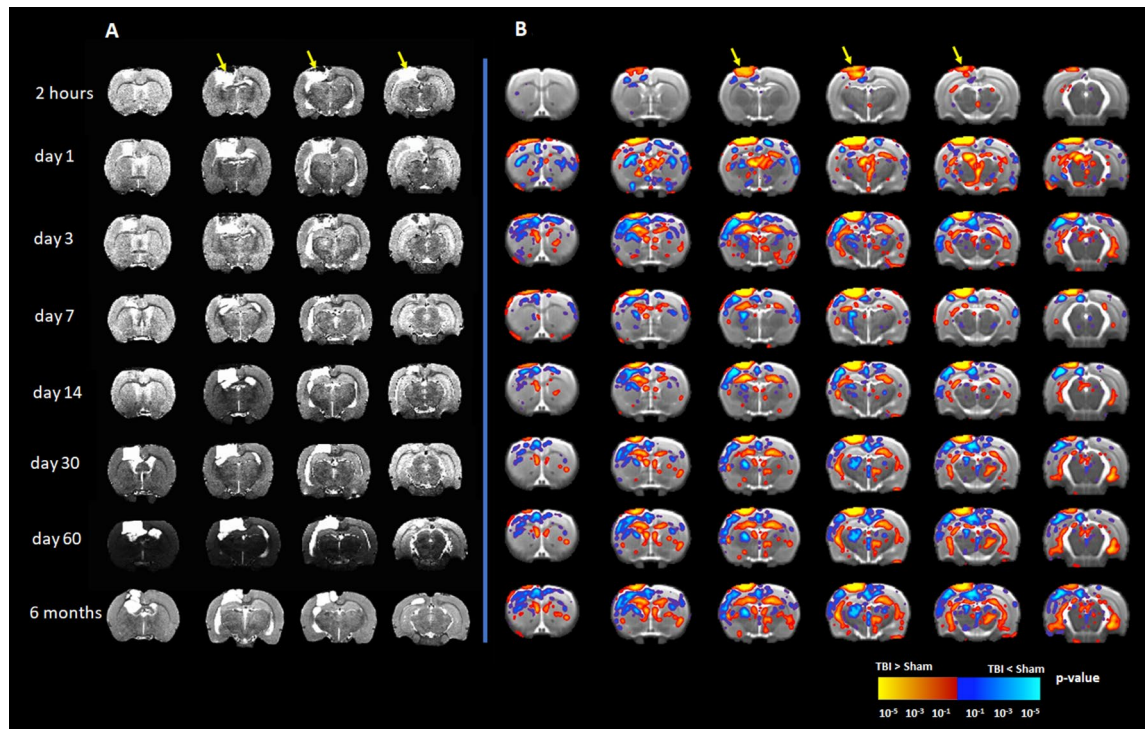 A
B
2 hours
day 1
day 3
day 7
day 14
day 30
day 60
6 months
TBI > Sham TBI < Sham p-value
10⁻⁵ 10⁻³ 10⁻¹ 10⁻¹ 10⁻³ 10⁻⁵